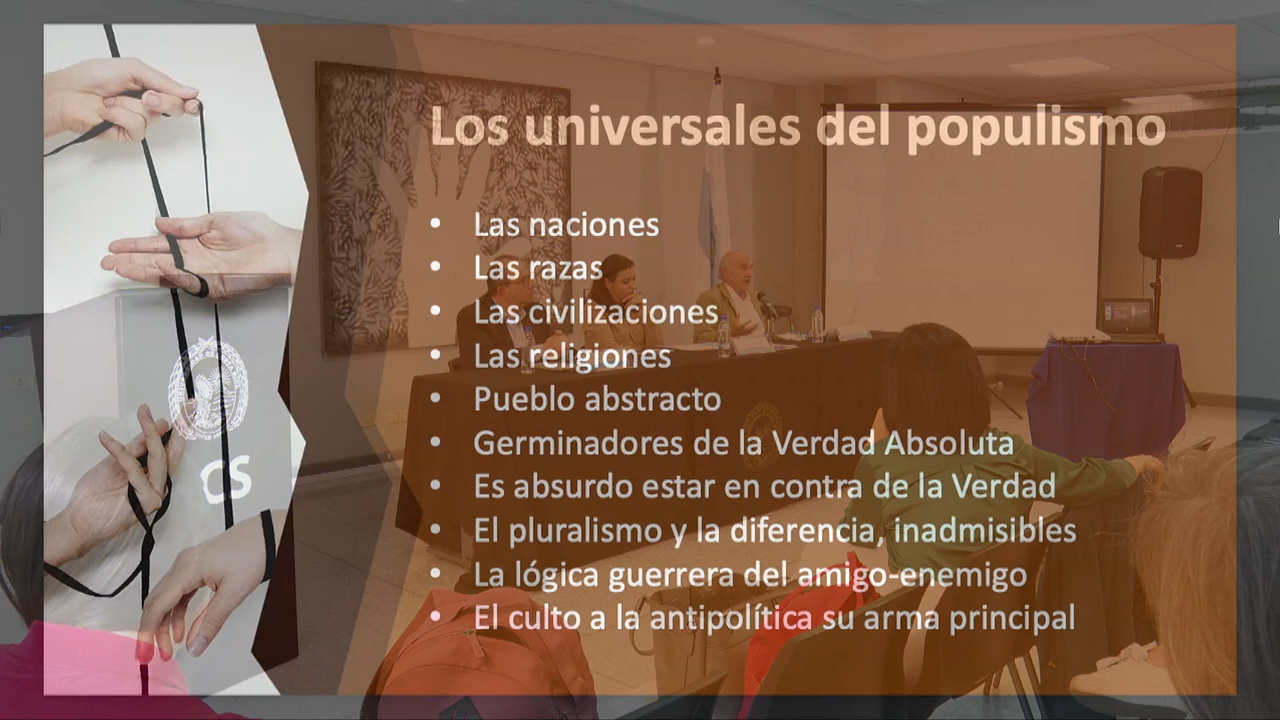 Los universales del populismo
• Las naciones
• Las razas
• Las civilizaciones
• Las religiones
• Pueblo abstracto
• Germinadores de la Verdad Absoluta
• Es absurdo estar en contra de la Verdad
• El pluralismo y la diferencia, inadmisibles
• La lógica guerrera del amigo-enemigo
• El culto a la antipolítica su arma principal
CS